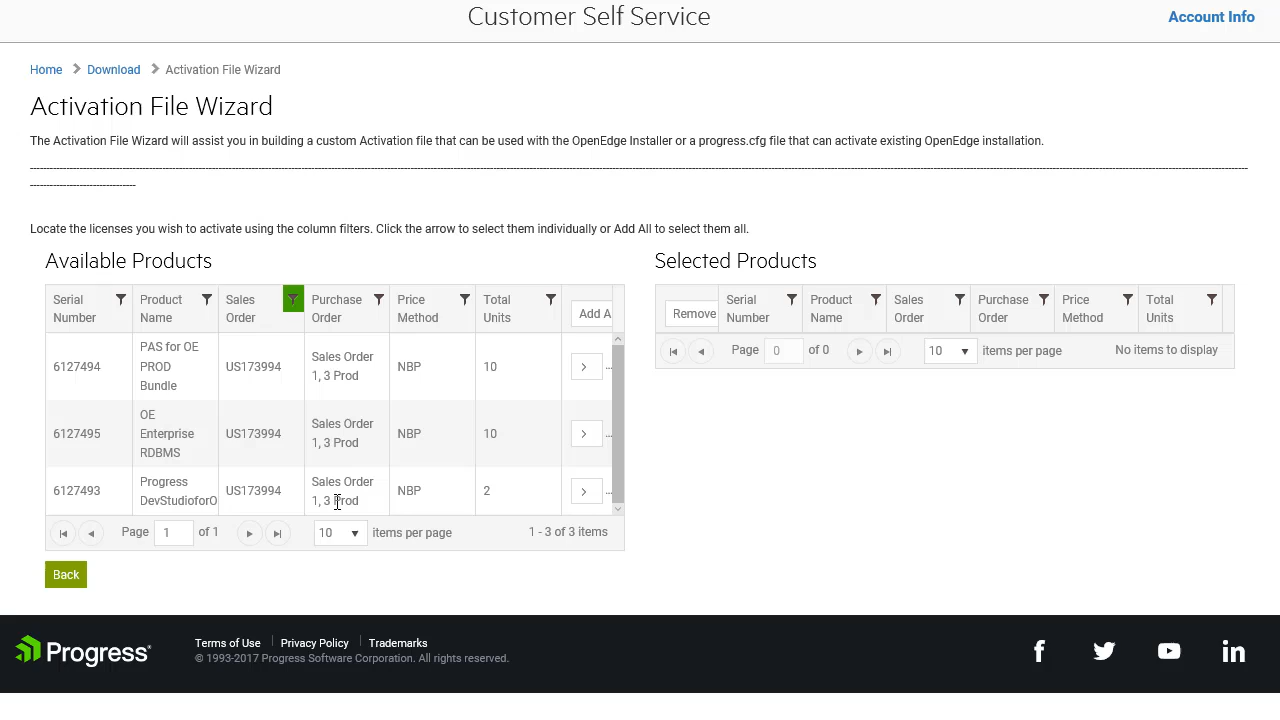 Customer Self Service
Account Info
Home > Download > Activation File Wizard
Activation File Wizard
The Activation File Wizard will assist you in building a custom Activation file that can be used with the OpenEdge Installer or a progress.cfg file that can activate existing OpenEdge installation.
Locate the licenses you wish to activate using the column filters. Click the arrow to select them individually or Add All to select them all.
Available Products
Serial Number
Product Name
Sales Order
Purchase Order
Price Method
Total Units
Add A
6127494
PAS for OE PROD Bundle
US173994
Sales Order 1, 3 Prod
NBP
10
...
6127495
OE Enterprise RDBMS
US173994
Sales Order 1, 3 Prod
NBP
10
...
6127493
Progress DevStudioforO
US173994
Sales Order 1, 3 Prod
NBP
2
...
Page 1 of 1
10 items per page
1 - 3 of 3 items
Selected Products
Remove
Serial Number
Product Name
Sales Order
Purchase Order
Price Method
Total Units
Page 0 of 0
10 items per page
No items to display
Back
Progress
Terms of Use | Privacy Policy | Trademarks
© 1993-2017 Progress Software Corporation. All rights reserved.